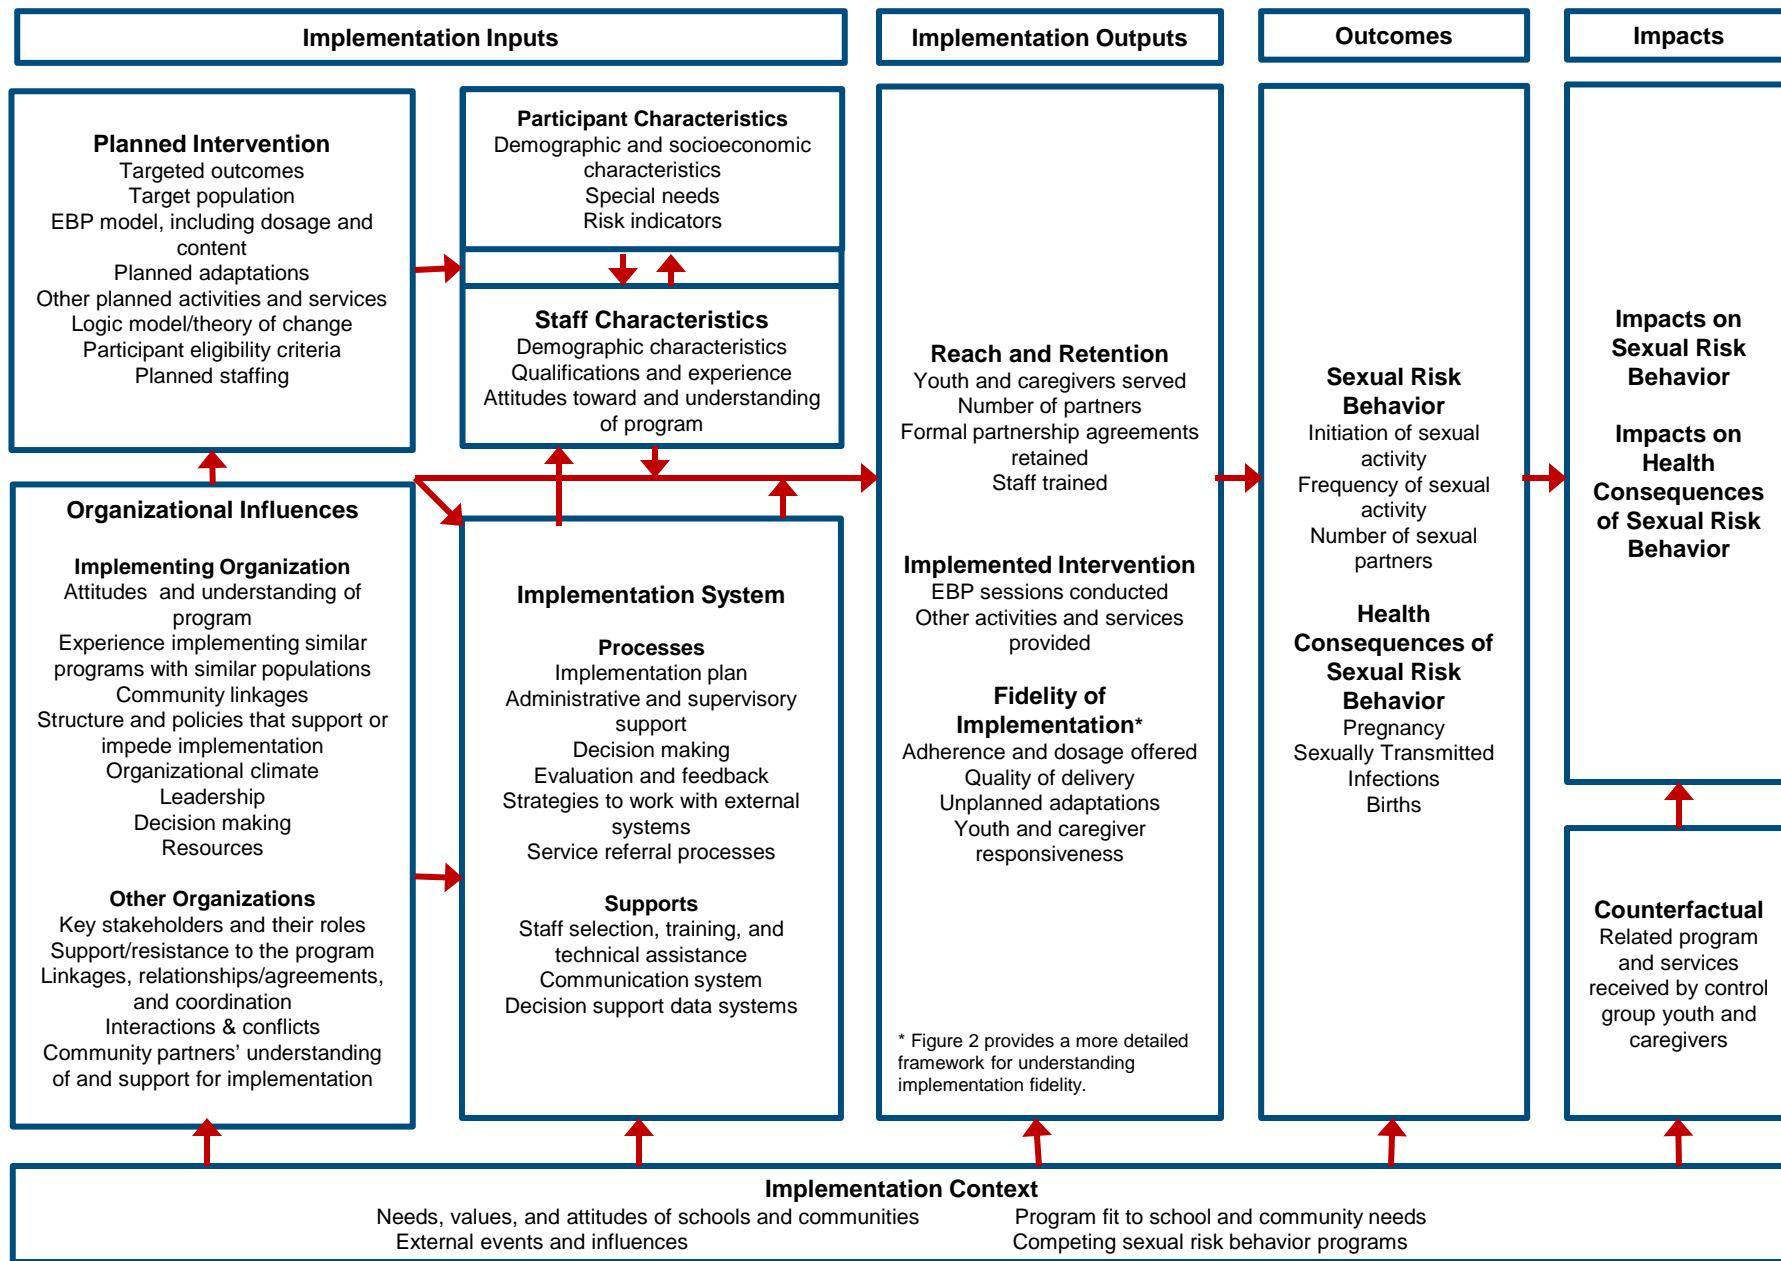 Implementation Inputs
Implementation Outputs
Outcomes
Impacts
Planned Intervention
Targeted outcomes
Target population
EBP model, including dosage and
content
Planned adaptations
Other planned activities and services
Logic model/theory of change
Participant eligibility criteria
Planned staffing
Organizational Influences
Implementing Organization
Attitudes and understanding of
program
Experience implementing similar
programs with similar populations
Community linkages
Structure and policies that support or
impede implementation
Organizational climate
Leadership
Decision making
Resources
Other Organizations
Key stakeholders and their roles
Support/resistance to the program
Linkages, relationships/agreements,
and coordination
Interactions & conflicts
Community partners’ understanding
of and support for implementation
Participant Characteristics
Demographic and socioeconomic
characteristics
Special needs
Risk indicators
Staff Characteristics
Demographic characteristics
Qualifications and experience
Attitudes toward and understanding
of program
Implementation System
Processes
Implementation plan
Administrative and supervisory
support
Decision making
Evaluation and feedback
Strategies to work with external
systems
Service referral processes
Supports
Staff selection, training, and
technical assistance
Communication system
Decision support data systems
Reach and Retention
Youth and caregivers served
Number of partners
Formal partnership agreements
retained
Staff trained
Implemented Intervention
EBP sessions conducted
Other activities and services
provided
Fidelity of
Implementation*
Adherence and dosage offered
Quality of delivery
Unplanned adaptations
Youth and caregiver
responsiveness
* Figure 2 provides a more detailed
framework for understanding
implementation fidelity.
Sexual Risk
Behavior
Initiation of sexual
activity
Frequency of sexual
activity
Number of sexual
partners
Health
Consequences of
Sexual Risk
Behavior
Pregnancy
Sexually Transmitted
Infections
Births
Impacts on
Sexual Risk
Behavior
Impacts on
Health
Consequences
of Sexual Risk
Behavior
Counterfactual
Related program
and services
received by control
group youth and
caregivers
Implementation Context
Needs, values, and attitudes of schools and communities
Program fit to school and community needs
External events and influences
Competing sexual risk behavior programs